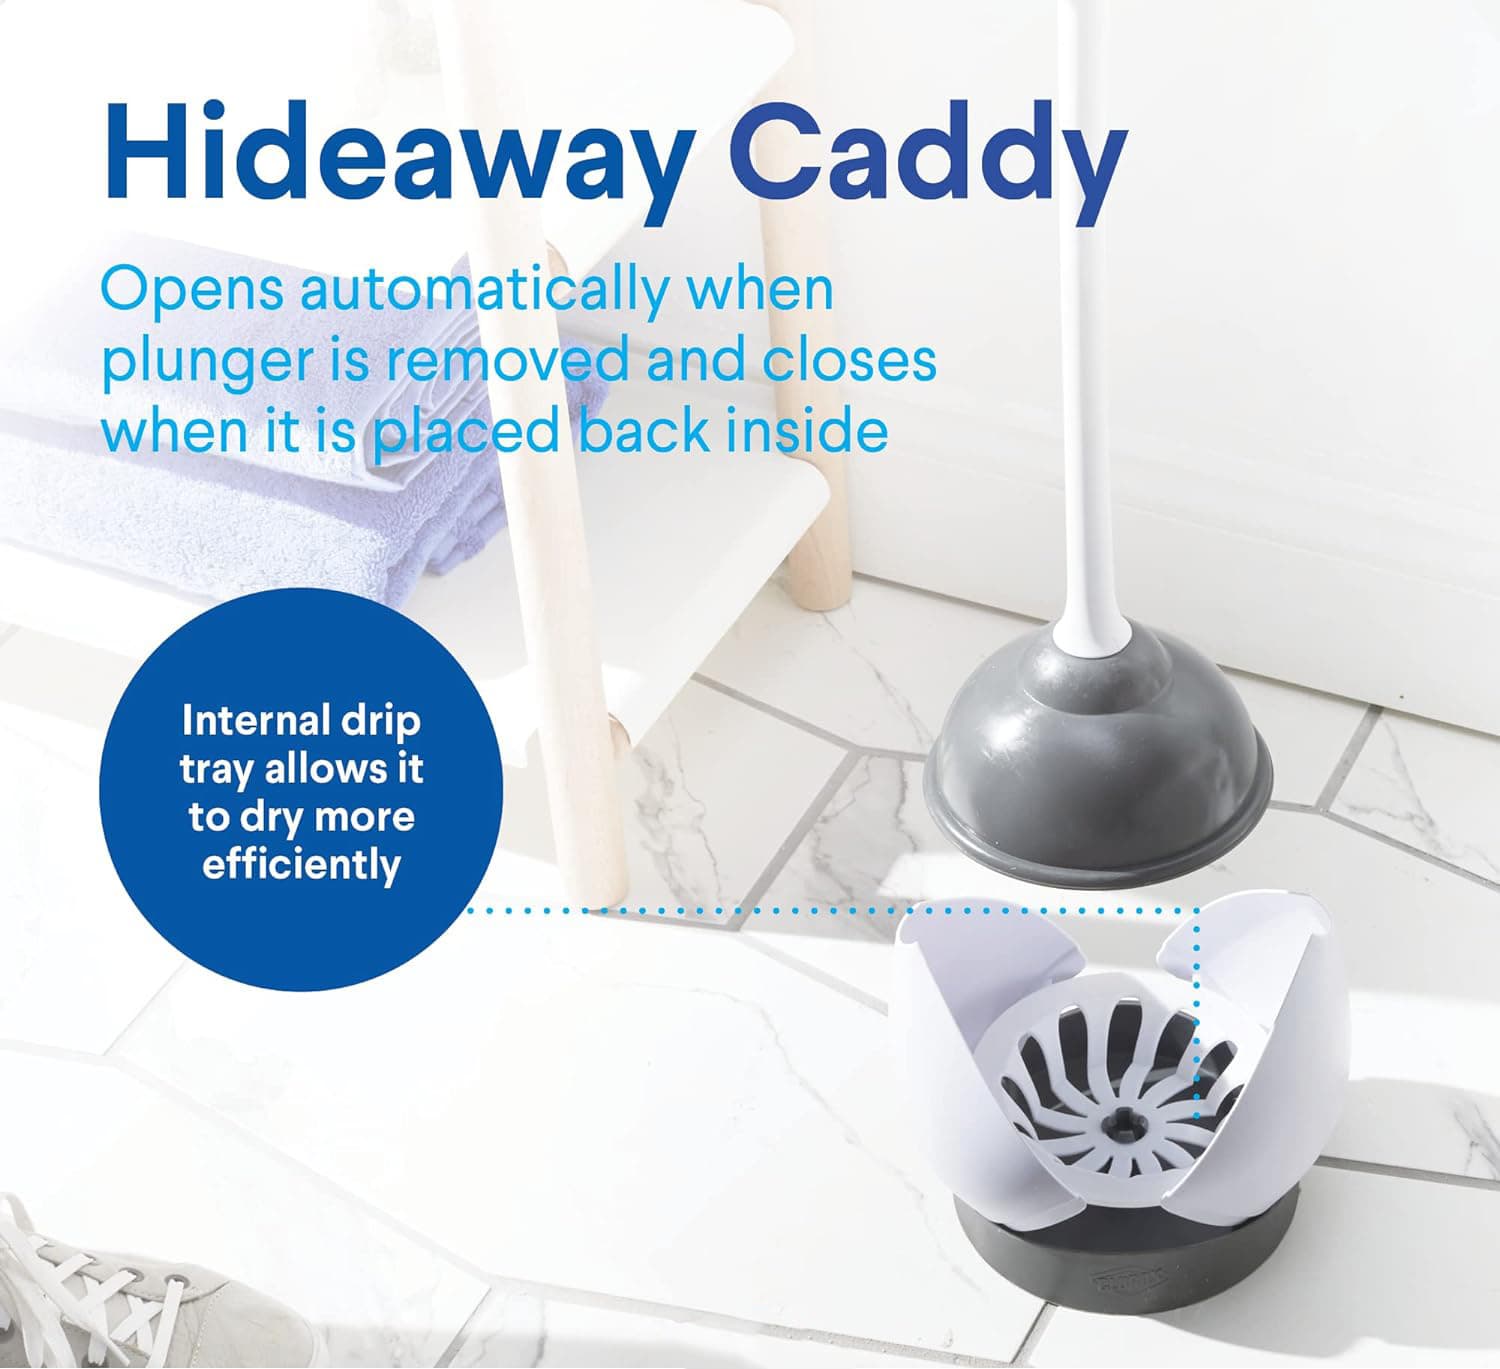 Hideaway Caddy
Opens automatically when
plunger is removed and closes
when it is placed back inside
Internal drip
tray allows it
to dry more
efficiently
CLOROX